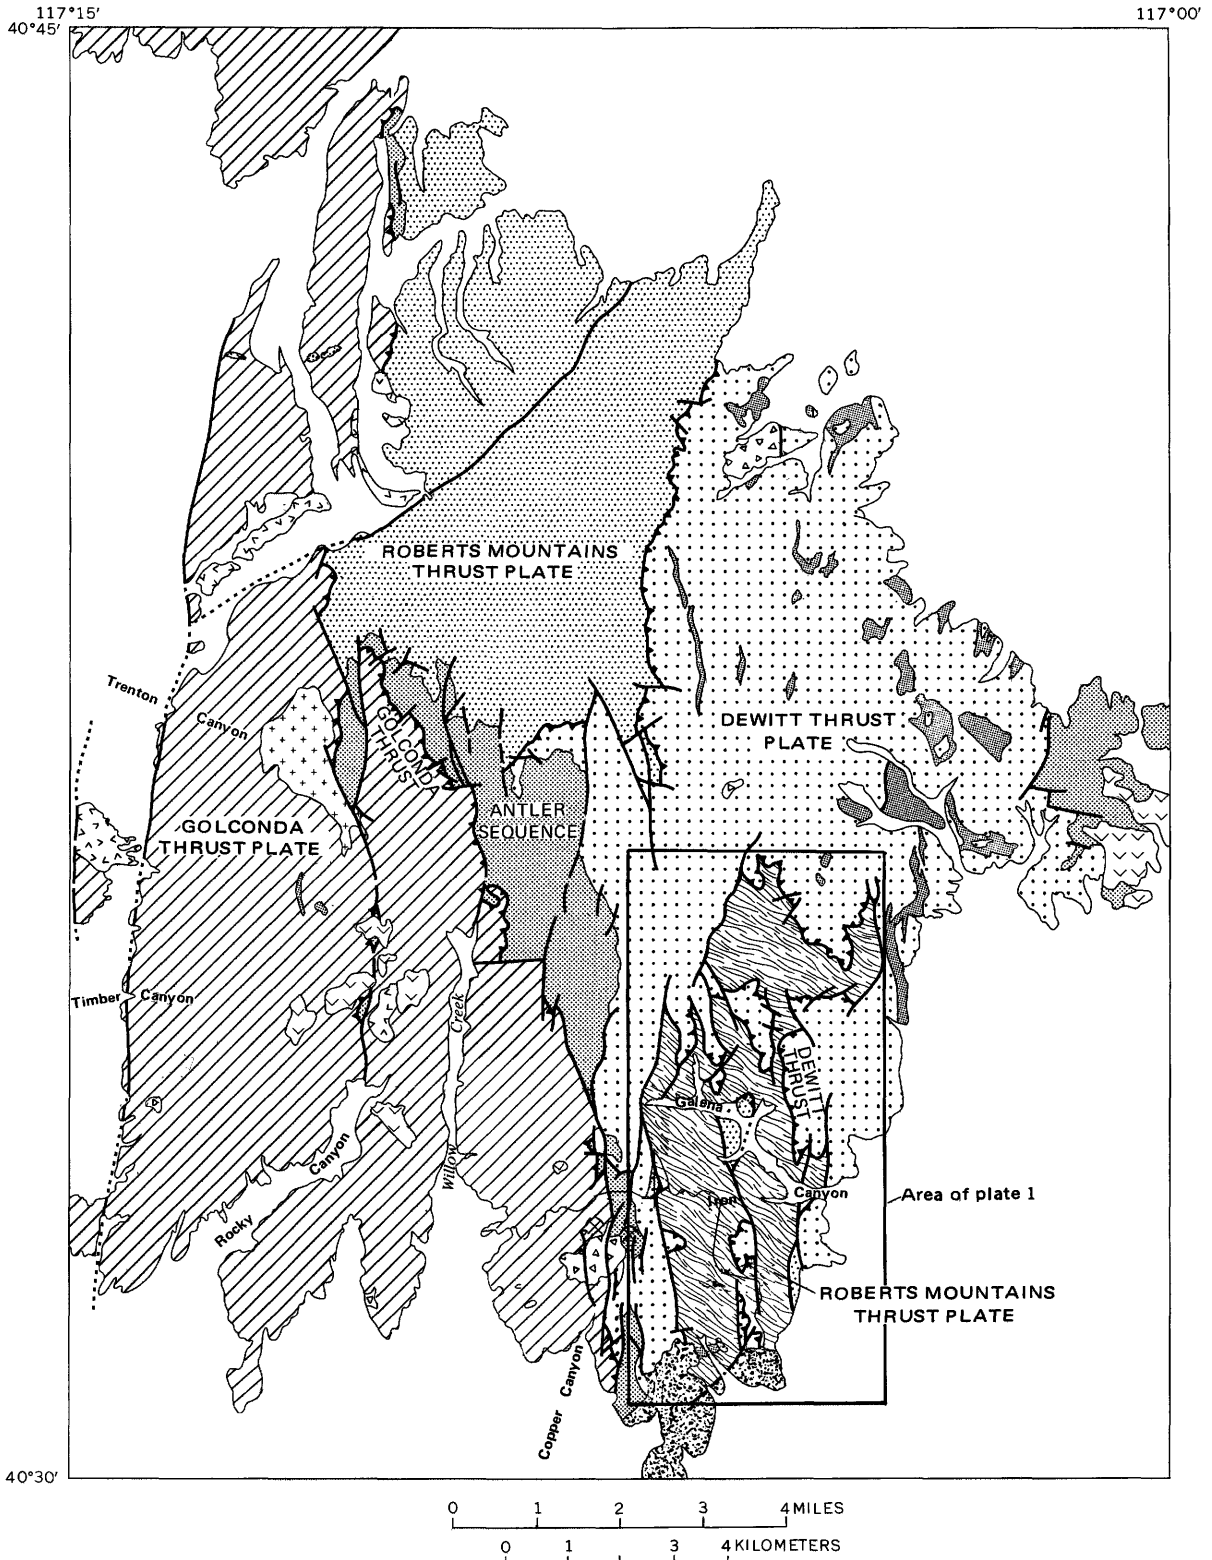 117°15′
117°00′
40°45′
ROBERTS MOUNTAINS
THRUST PLATE
Trenton
Canyon
GOLCONDA
THRUST
DEWITT THRUST
PLATE
ANTLER
SEQUENCE
GOLCONDA
THRUST PLATE
Timber Canyon
Creek
Willow
DEWITT
THRUST
Galena
Iron Canyon
Area of plate 1
Rocky Canyon
ROBERTS MOUNTAINS
THRUST PLATE
Copper Canyon
40°30′
0 1 2 3 4 MILES
0 1 3 4 KILOMETERS